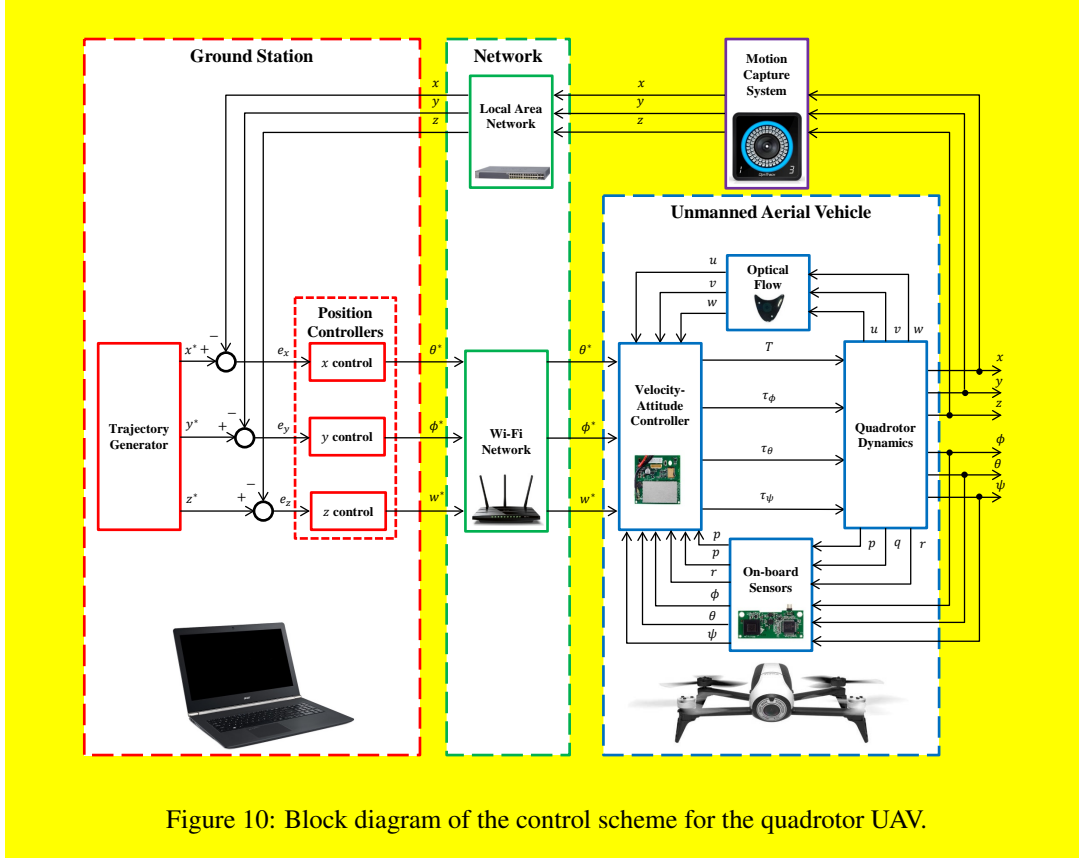 Ground Station
Network
Motion
Capture
System
x
y
z
Local Area
Network
x
y
z
1 3
Unmanned Aerial Vehicle
u
v
w
Optical
Flow
u v w
Position
Controllers
x* + −
e_x
x control
θ*
θ*
T
x
y
z
Trajectory
Generator
y* + −
e_y
y control
ϕ*
Wi-Fi
Network
ϕ*
Velocity-
Attitude
Controller
τ_ϕ
τ_θ
τ_ψ
Quadrotor
Dynamics
ϕ
θ
ψ
z* + −
e_z
z control
w*
w*
p
p
r
ϕ
θ
ψ
On-board
Sensors
p q r
Figure 10: Block diagram of the control scheme for the quadrotor UAV.